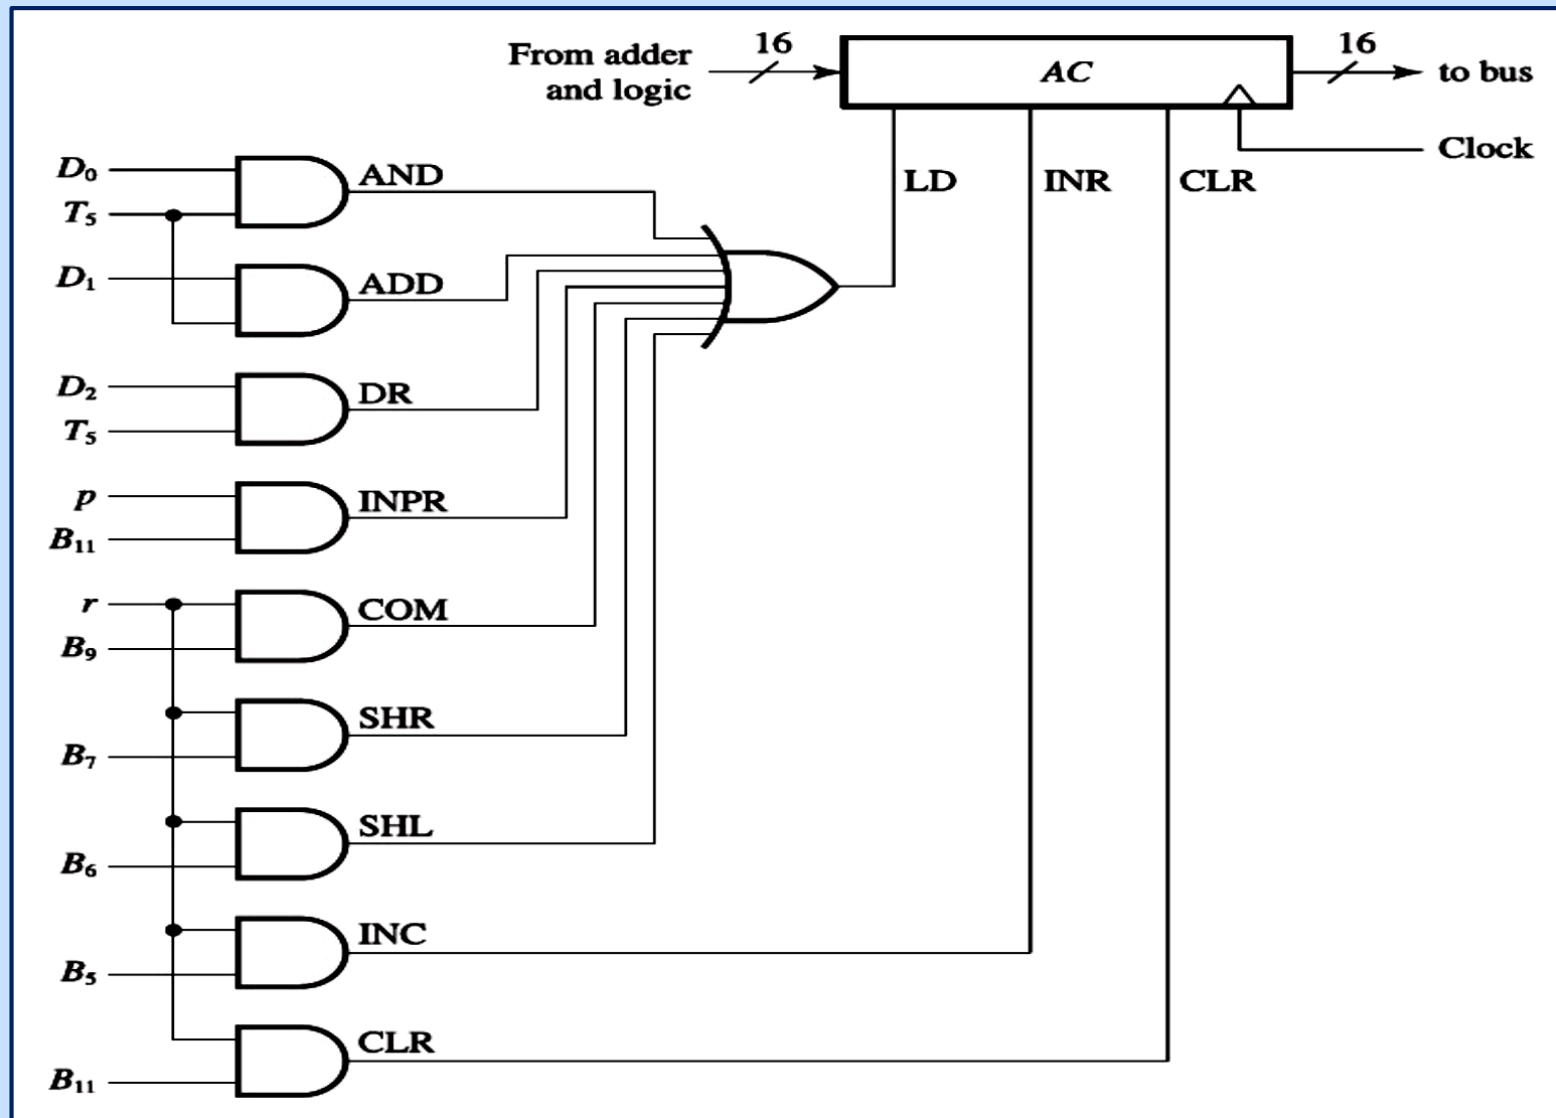 From adder
and logic
16
AC
16
to bus
Clock
LD
INR
CLR
D₀
T₅
AND
D₁
ADD
D₂
T₅
DR
p
B₁₁
INPR
r
B₉
COM
B₇
SHR
B₆
SHL
B₅
INC
B₁₁
CLR